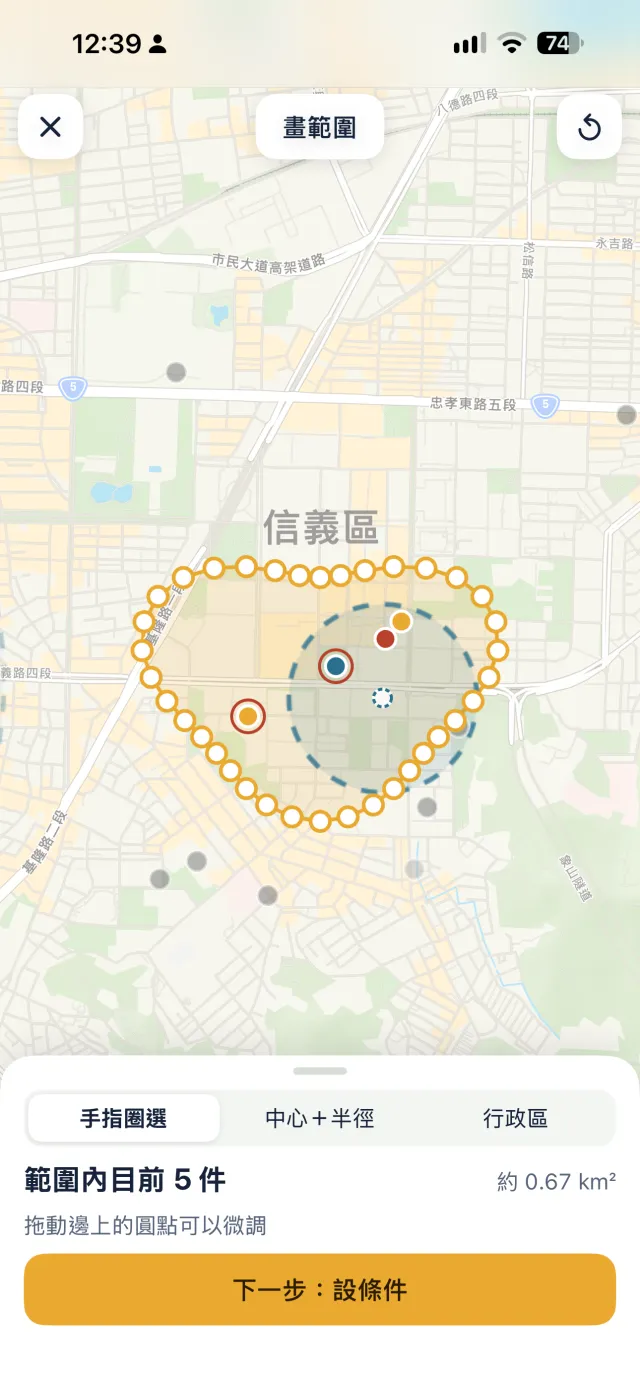 12:39
74
畫範圍
八德路四段
永吉路
松信路
市民大道高架道路
路四段
5
忠孝東路五段
5
信義區
基隆路二段
義路四段
基隆路二段
象山隧道
手指圈選
中心+半徑
行政區
範圍內目前 5 件
約 0.67 km²
拖動邊上的圓點可以微調
下一步：設條件